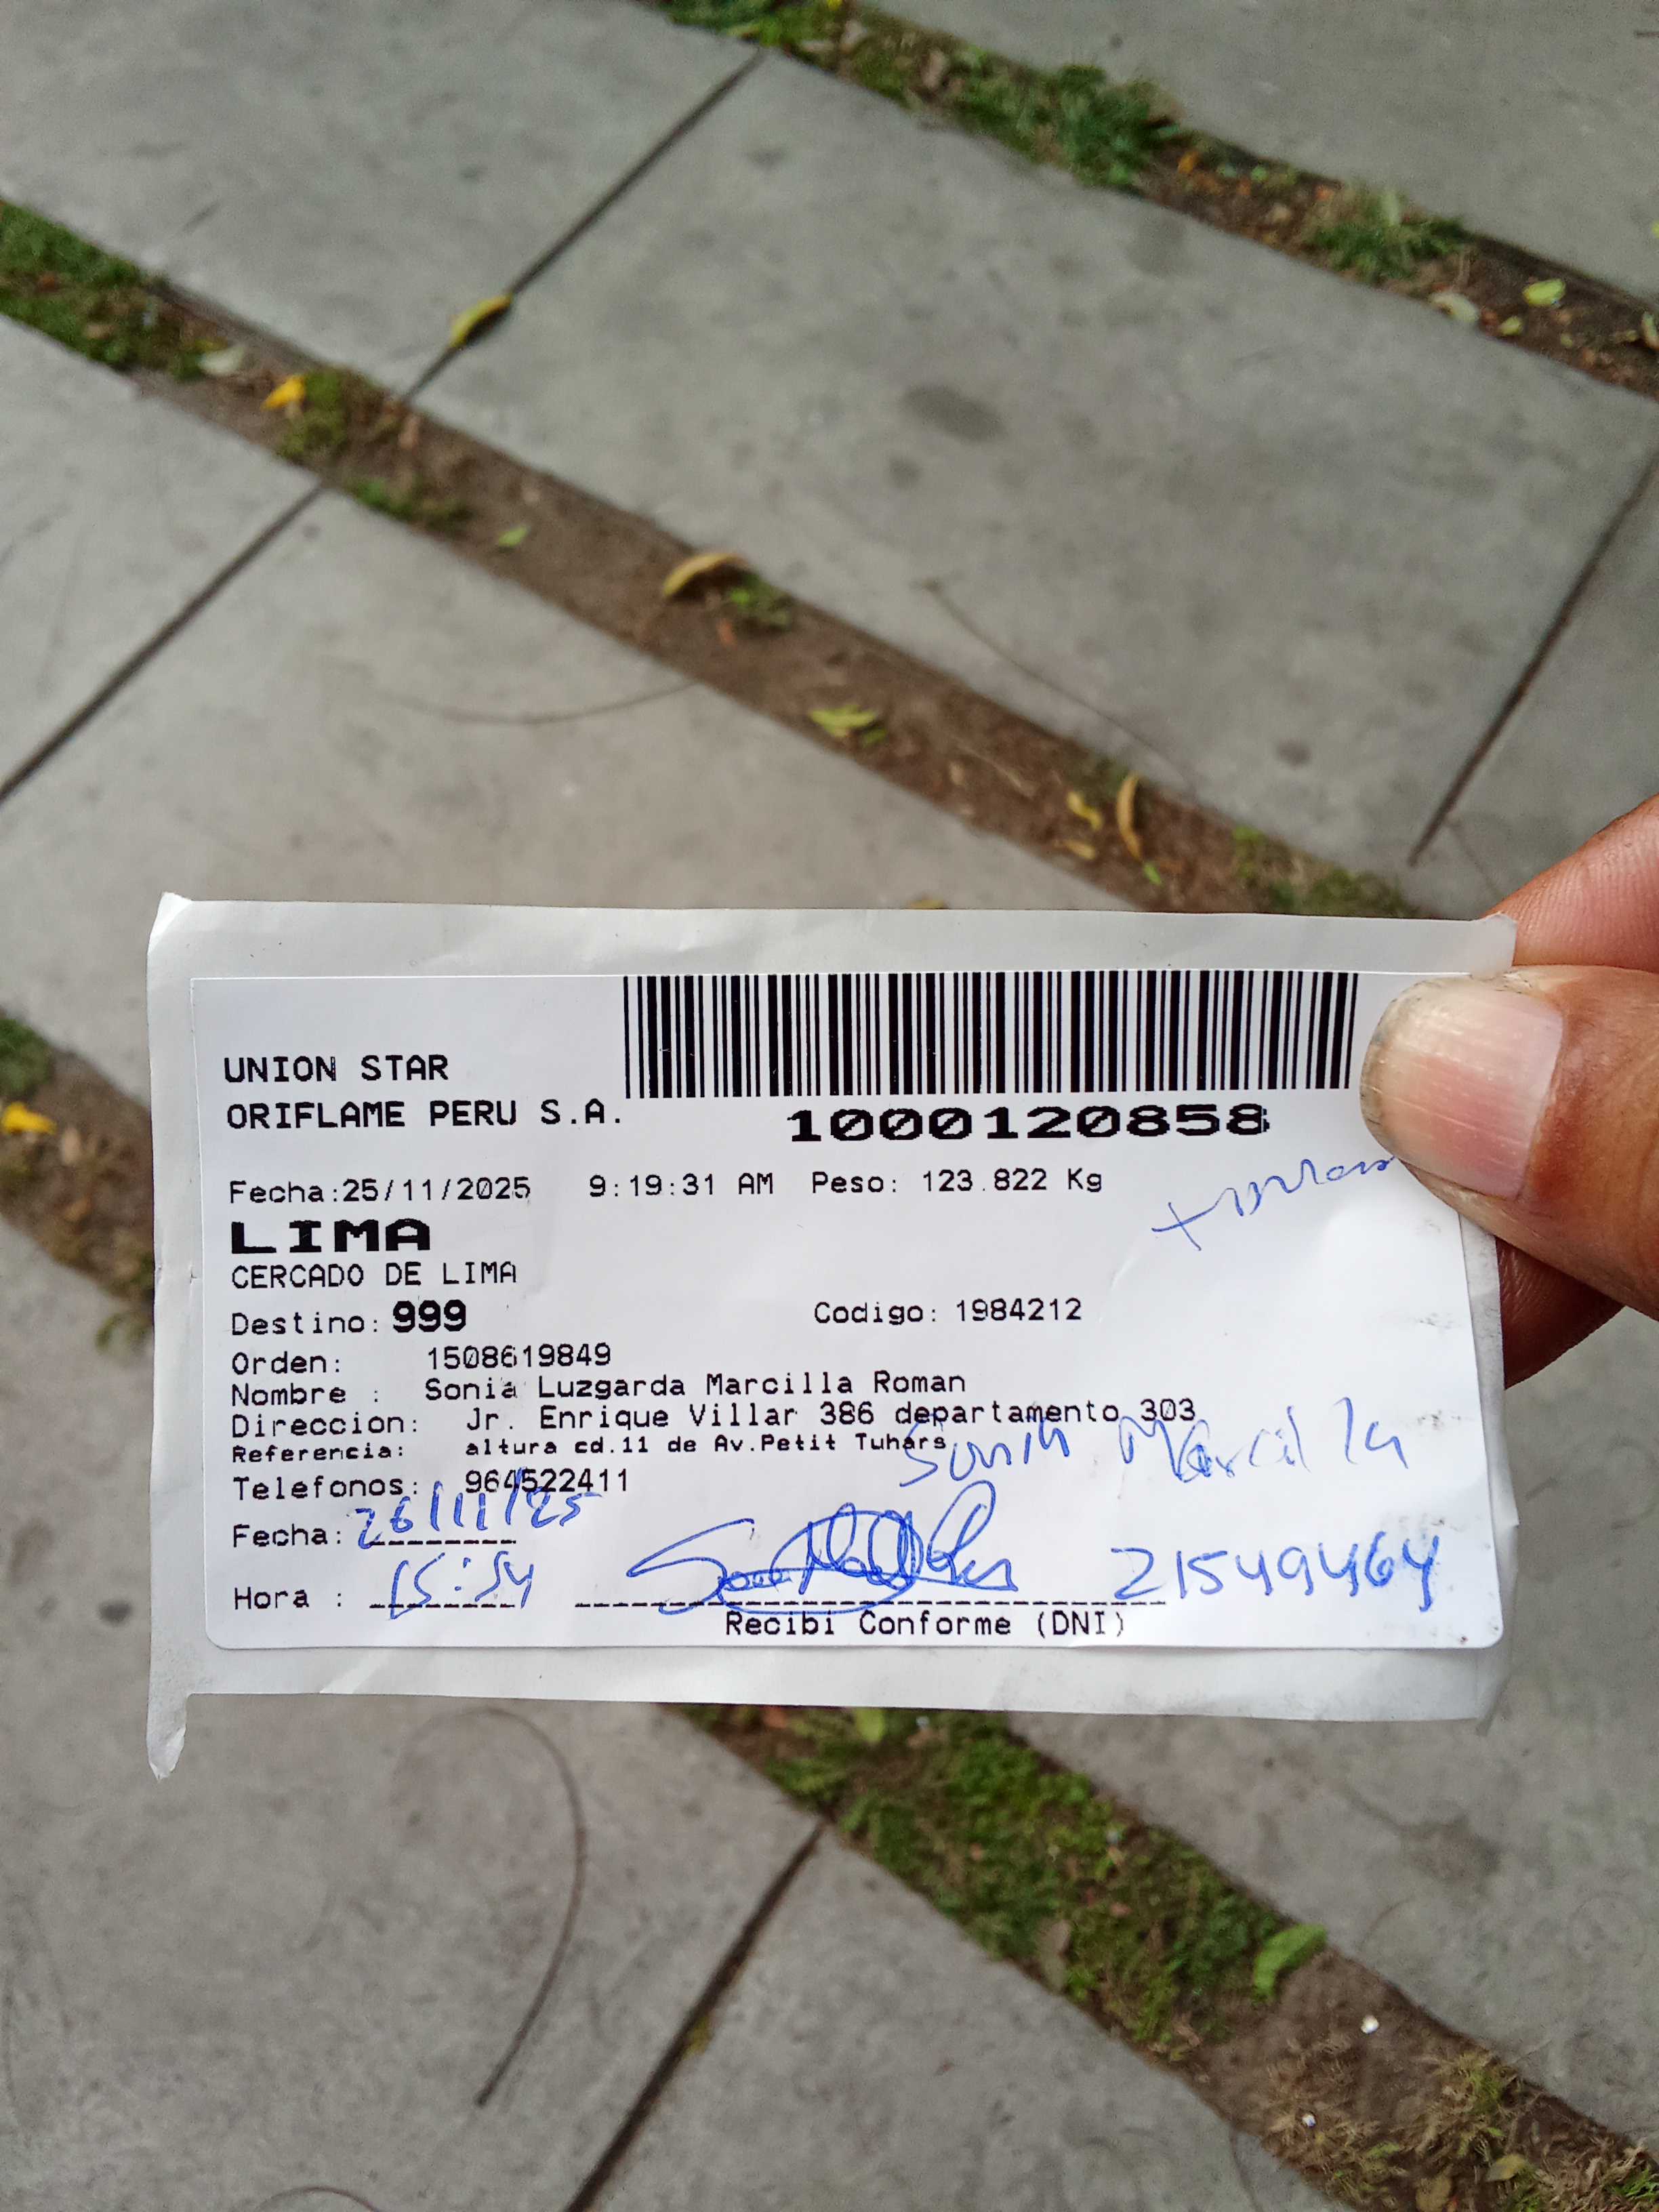 UNION STAR
ORIFLAME PERU S.A.
1000120858
Fecha:25/11/2025 9:19:31 AM Peso: 123.822 Kg
LIMA
CERCADO DE LIMA
Destino: 999 Codigo: 1984212
Orden: 1508619849
Nombre : Sonia Luzgarda Marcilla Roman
Direccion: Jr. Enrique Villar 386 departamento 303
Referencia: altura cd.11 de Av.Petit Tuhars
Sonia Marcilla
Telefonos: 964522411
Fecha: 26/11/25
Hora : 15:54 21549464
Recibi Conforme (DNI)